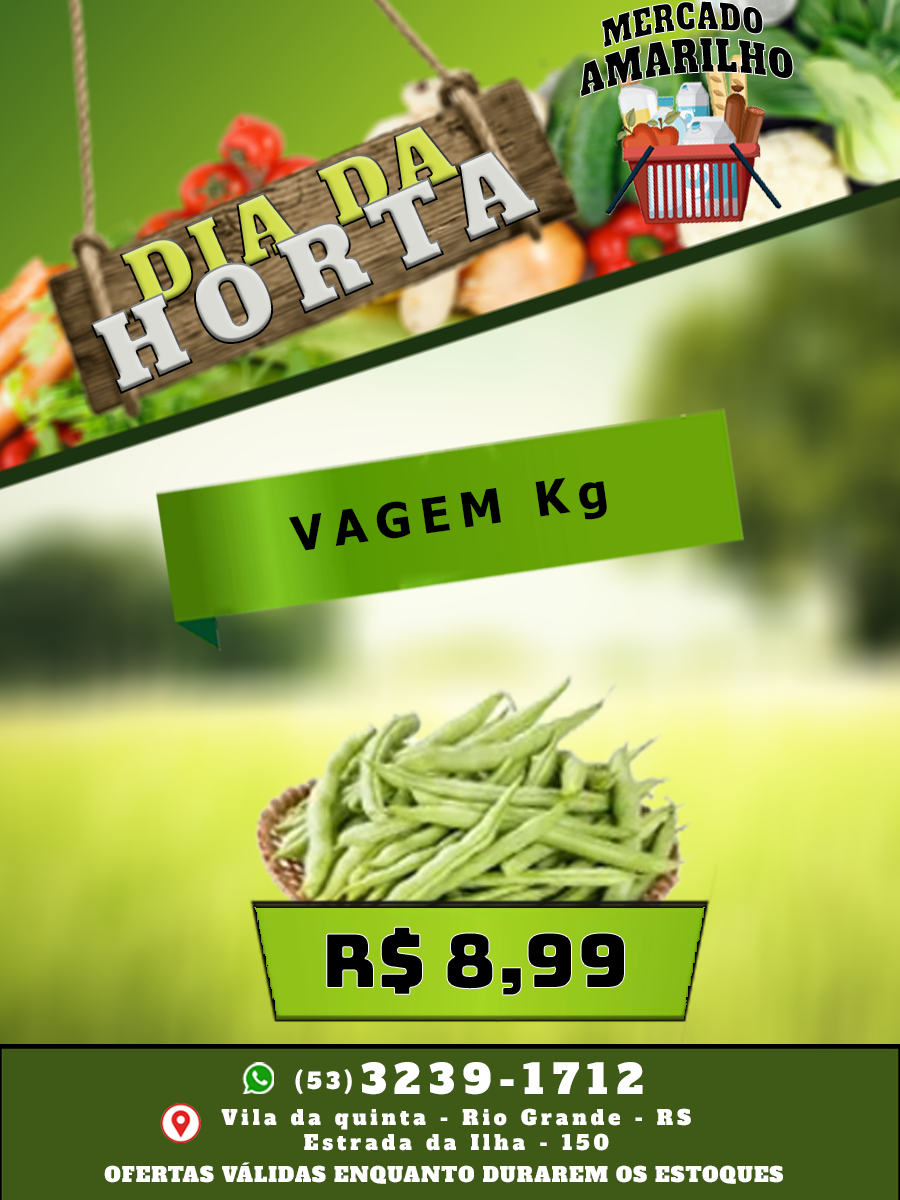 MERCADO
AMARILHO
DIA DA
HORTA
VAGEM Kg
R$ 8,99
(53) 3239-1712
Vila da quinta - Rio Grande - RS
Estrada da Ilha - 150
OFERTAS VÁLIDAS ENQUANTO DURAREM OS ESTOQUES